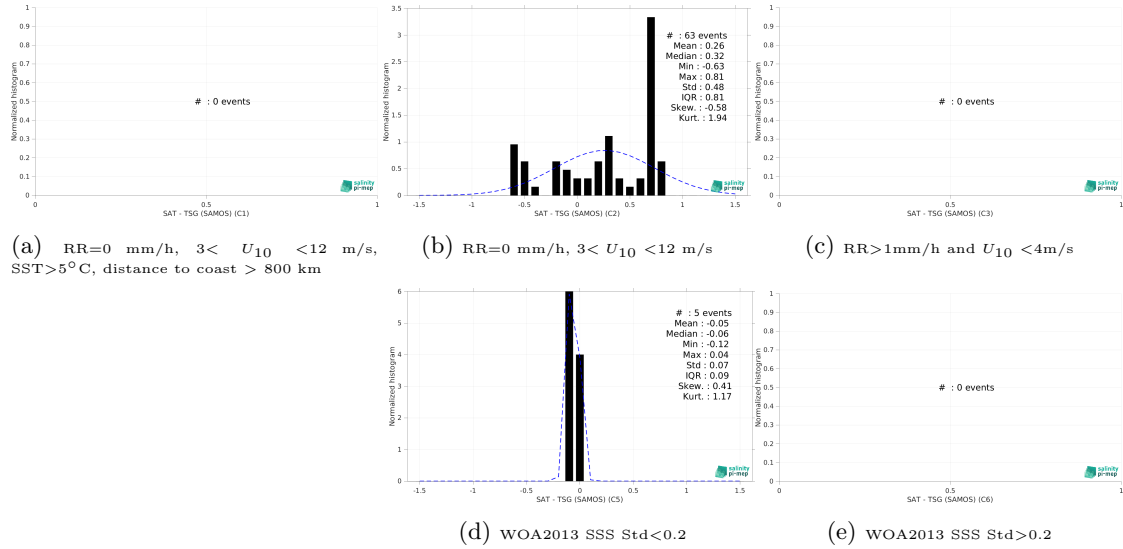 1
0.9
0.8
0.7
0.6
0.5
0.4
0.3
0.2
0.1
0
Normalized histogram
# : 0 events
salinity
pi-mep
0 0.5 1
SAT - TSG (SAMOS) (C1)
(a) RR=0 mm/h, 3< U10 <12 m/s,
SST>5°C, distance to coast > 800 km
3.5
3
2.5
2
1.5
1
0.5
0
Normalized histogram
# : 63 events
Mean : 0.26
Median : 0.32
Min : -0.63
Max : 0.81
Std : 0.48
IQR : 0.81
Skew. : -0.58
Kurt. : 1.94
salinity
pi-mep
-1.5 -1 -0.5 0 0.5 1 1.5
SAT - TSG (SAMOS) (C2)
(b) RR=0 mm/h, 3< U10 <12 m/s
1
0.9
0.8
0.7
0.6
0.5
0.4
0.3
0.2
0.1
0
Normalized histogram
# : 0 events
salinity
pi-mep
0 0.5 1
SAT - TSG (SAMOS) (C3)
(c) RR>1mm/h and U10 <4m/s
6
5
4
3
2
1
0
Normalized histogram
# : 5 events
Mean : -0.05
Median : -0.06
Min : -0.12
Max : 0.04
Std : 0.07
IQR : 0.09
Skew. : 0.41
Kurt. : 1.17
salinity
pi-mep
-1.5 -1 -0.5 0 0.5 1 1.5
SAT - TSG (SAMOS) (C5)
(d) WOA2013 SSS Std<0.2
1
0.9
0.8
0.7
0.6
0.5
0.4
0.3
0.2
0.1
0
Normalized histogram
# : 0 events
salinity
pi-mep
0 0.5 1
SAT - TSG (SAMOS) (C6)
(e) WOA2013 SSS Std>0.2